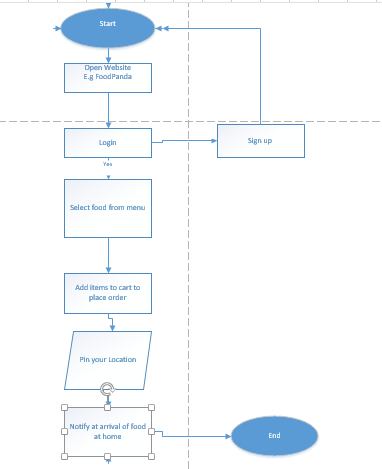 Start
Open Website
E.g FoodPanda
Login
Sign up
Yes
Select food from menu
Add items to cart to
place order
Pin your Location
Notify at arrival of food
at home
End